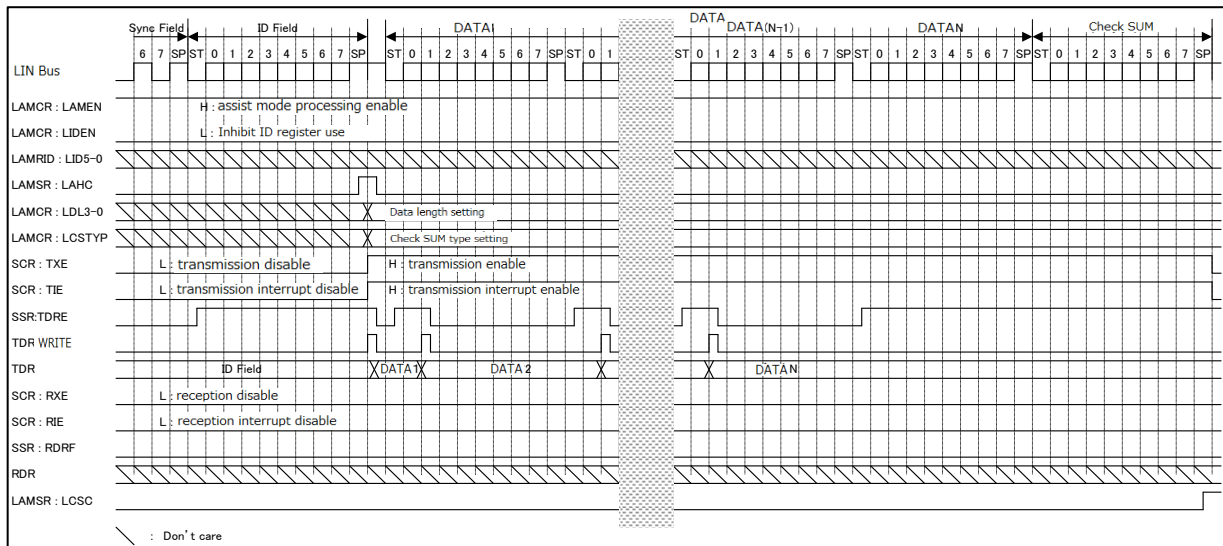 DATA
Sync Field ID Field DATA1 DATA(N-1) DATAN Check SUM
6 7 SP ST 0 1 2 3 4 5 6 7 SP ST 0 1 2 3 4 5 6 7 SP ST 0 1 ST 0 1 2 3 4 5 6 7 SP ST 0 1 2 3 4 5 6 7 SP ST 0 1 2 3 4 5 6 7 SP
LIN Bus
LAMCR : LAMEN H : assist mode processing enable
LAMCR : LIDEN L : Inhibit ID register use
LAMRID : LID5-0
LAMSR : LAHC
LAMCR : LDL3-0 Data length setting
LAMCR : LCSTYP Check SUM type setting
SCR : TXE L : transmission disable H : transmission enable
SCR : TIE L : transmission interrupt disable H : transmission interrupt enable
SSR:TDRE
TDR WRITE
TDR ID Field DATA1 DATA2 DATAN
SCR : RXE L : reception disable
SCR : RIE L : reception interrupt disable
SSR : RDRF
RDR
LAMSR : LCSC
: Don't care